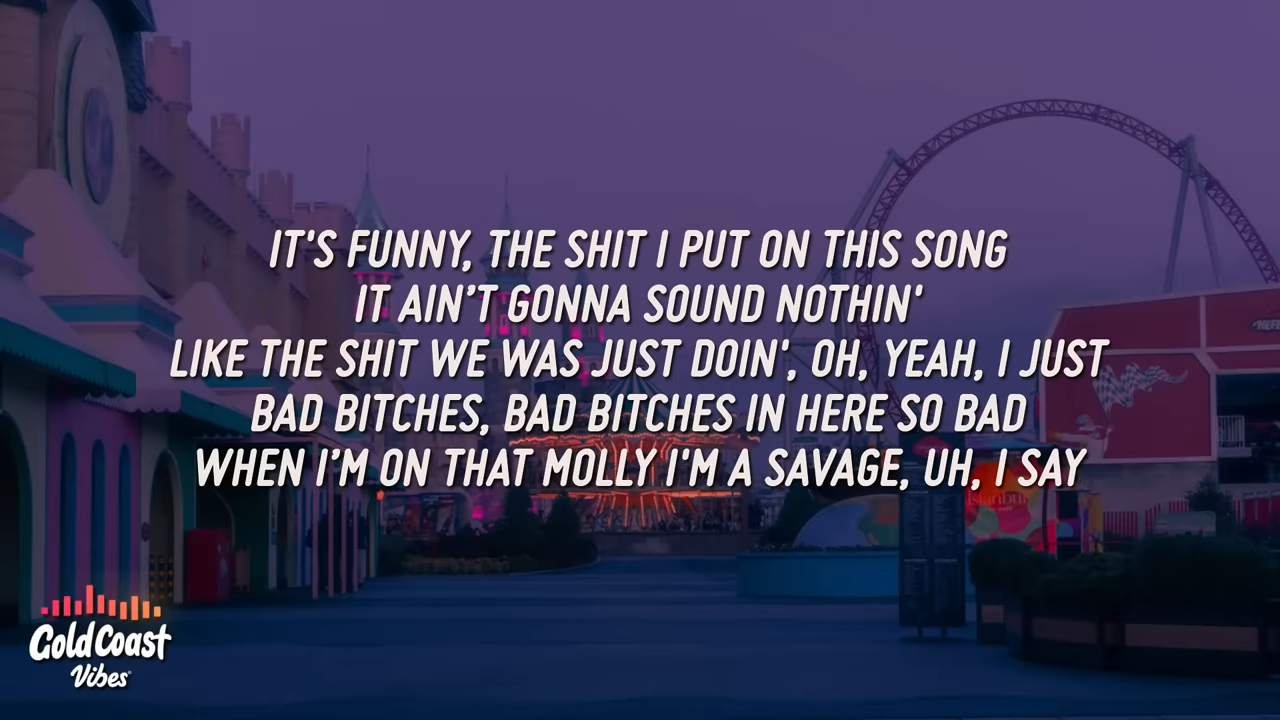 IT'S FUNNY, THE SHIT I PUT ON THIS SONG
IT AIN’T GONNA SOUND NOTHIN'
LIKE THE SHIT WE WAS JUST DOIN', OH, YEAH, I JUST
BAD BITCHES, BAD BITCHES IN HERE SO BAD
WHEN I’M ON THAT MOLLY I'M A SAVAGE, UH, I SAY
Istanbul
Gold Coast
Vibes